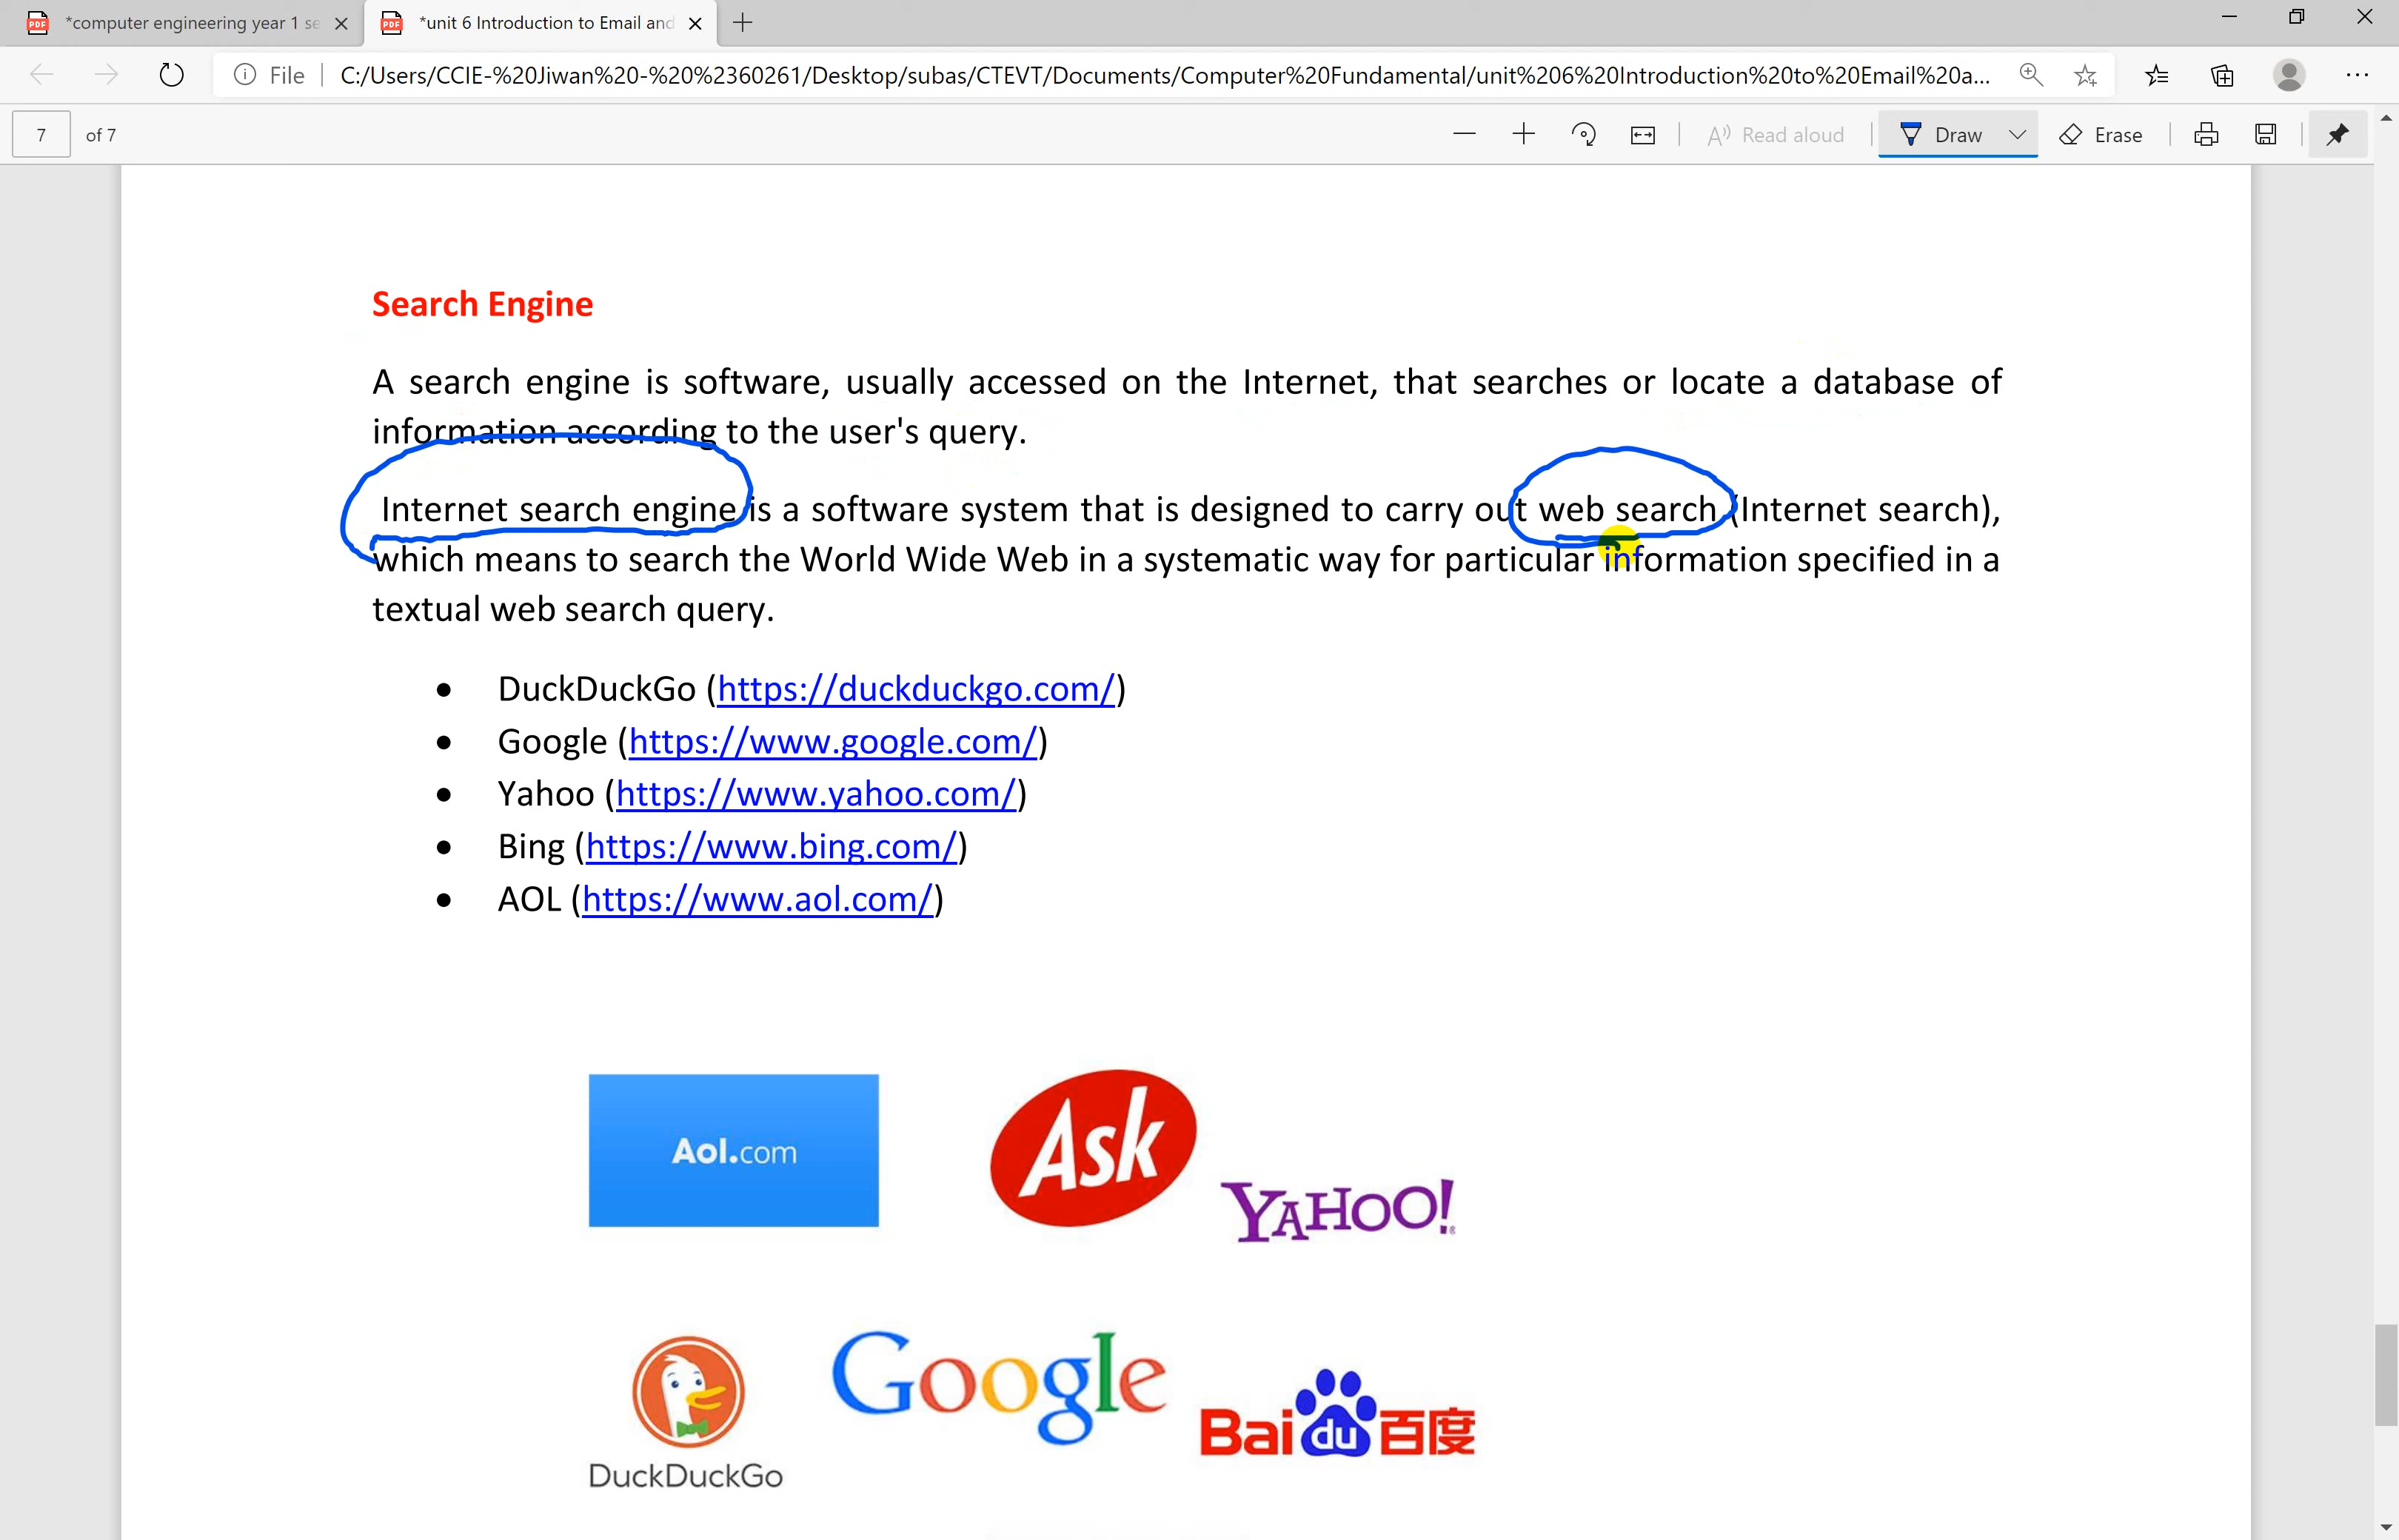 *computer engineering year 1 se
*unit 6 Introduction to Email and
File
C:/Users/CCIE-%20Jiwan%20-%20%2360261/Desktop/subas/CTEVT/Documents/Computer%20Fundamental/unit%206%20Introduction%20to%20Email%20a...
7 of 7
Read aloud
Draw
Erase
Search Engine
A search engine is software, usually accessed on the Internet, that searches or locate a database of
information according to the user's query.
Internet search engine is a software system that is designed to carry out web search (Internet search),
which means to search the World Wide Web in a systematic way for particular information specified in a
textual web search query.
• DuckDuckGo (https://duckduckgo.com/)
• Google (https://www.google.com/)
• Yahoo (https://www.yahoo.com/)
• Bing (https://www.bing.com/)
• AOL (https://www.aol.com/)
Aol.com
Ask
YAHOO!
Google
Baidu百度
DuckDuckGo